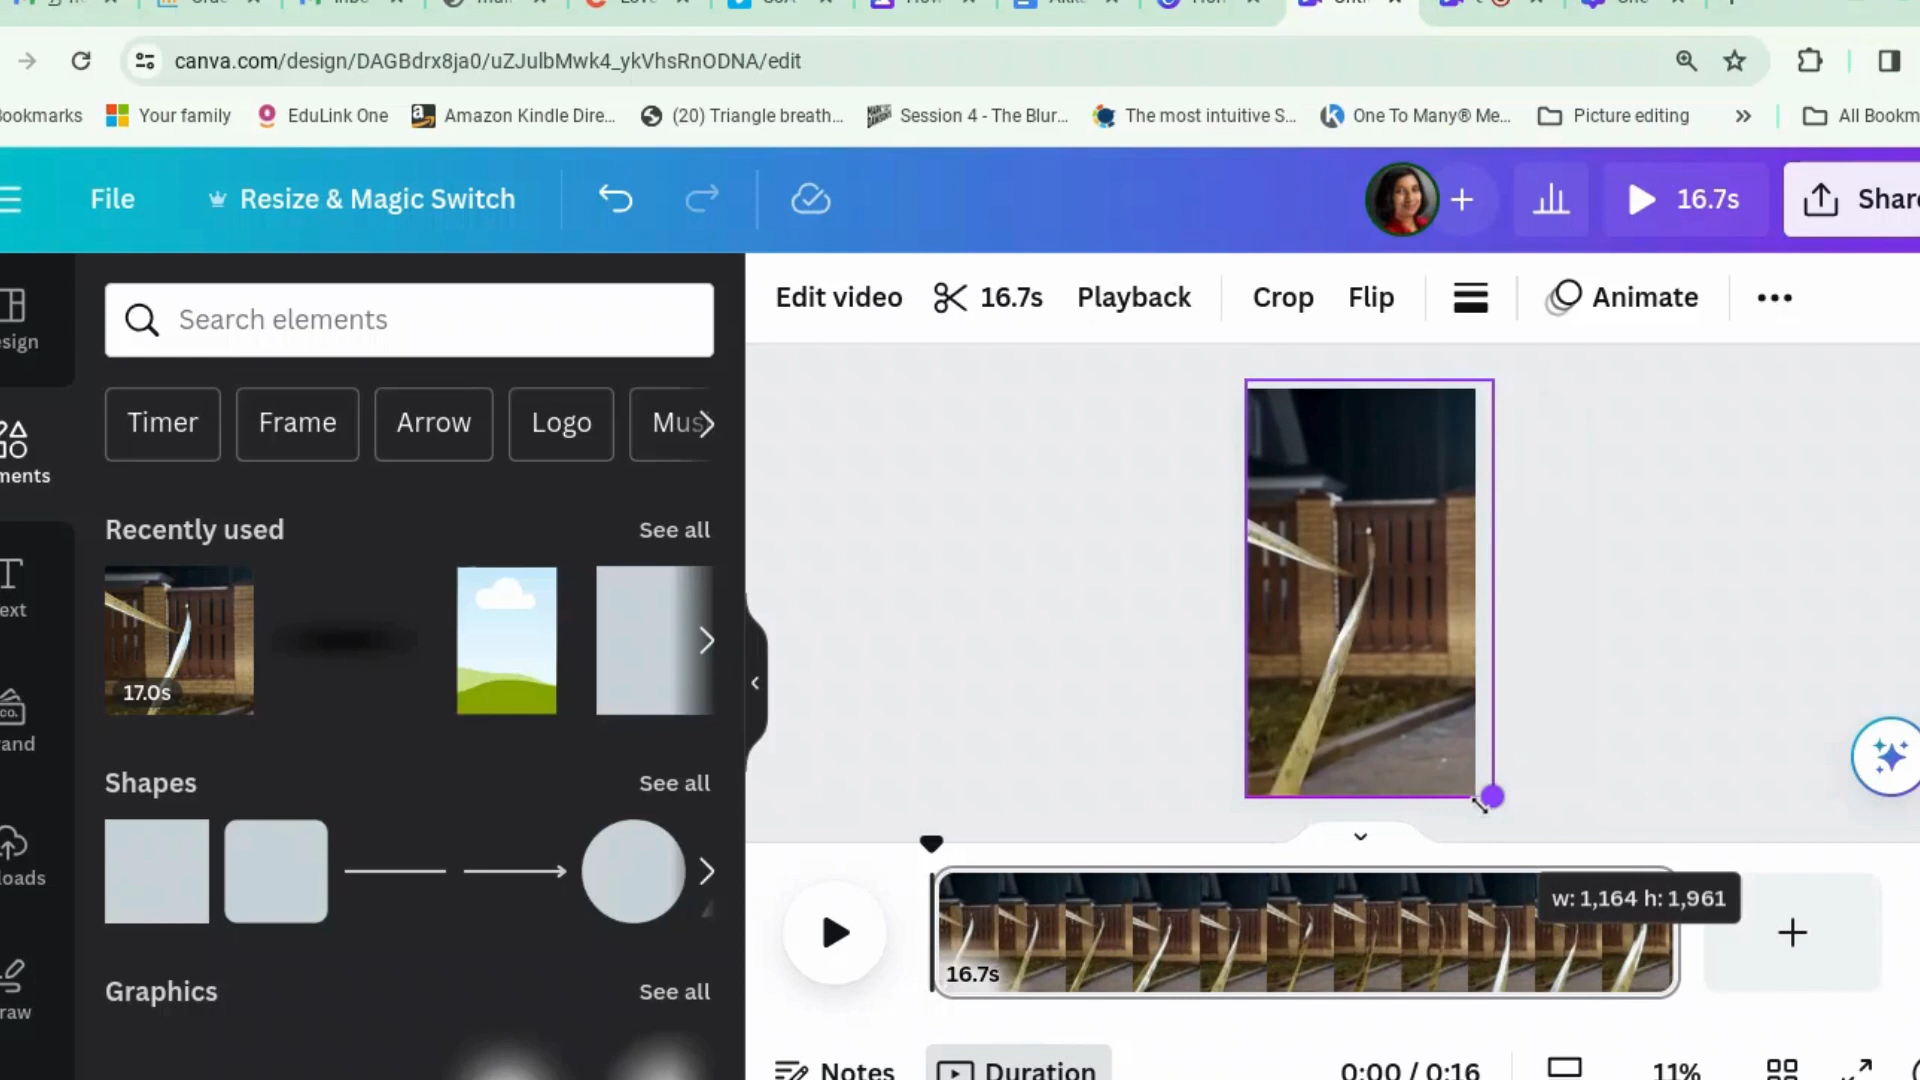 canva.com/design/DAGBdrx8ja0/uZJulbMwk4_ykVhsRnODNA/edit
Bookmarks
Your family
EduLink One
Amazon Kindle Dire...
(20) Triangle breath...
Session 4 - The Blur...
The most intuitive S...
One To Many® Me...
Picture editing
All Bookm
File
Resize & Magic Switch
16.7s
Share
Search elements
Edit video
16.7s
Playback
Crop
Flip
Animate
esign
Timer
Frame
Arrow
Logo
Mus
ments
Recently used
See all
ext
17.0s
co.
rand
Shapes
See all
loads
w: 1,164 h: 1,961
16.7s
Graphics
See all
raw
Notes
Duration
0:00 / 0:16
11%